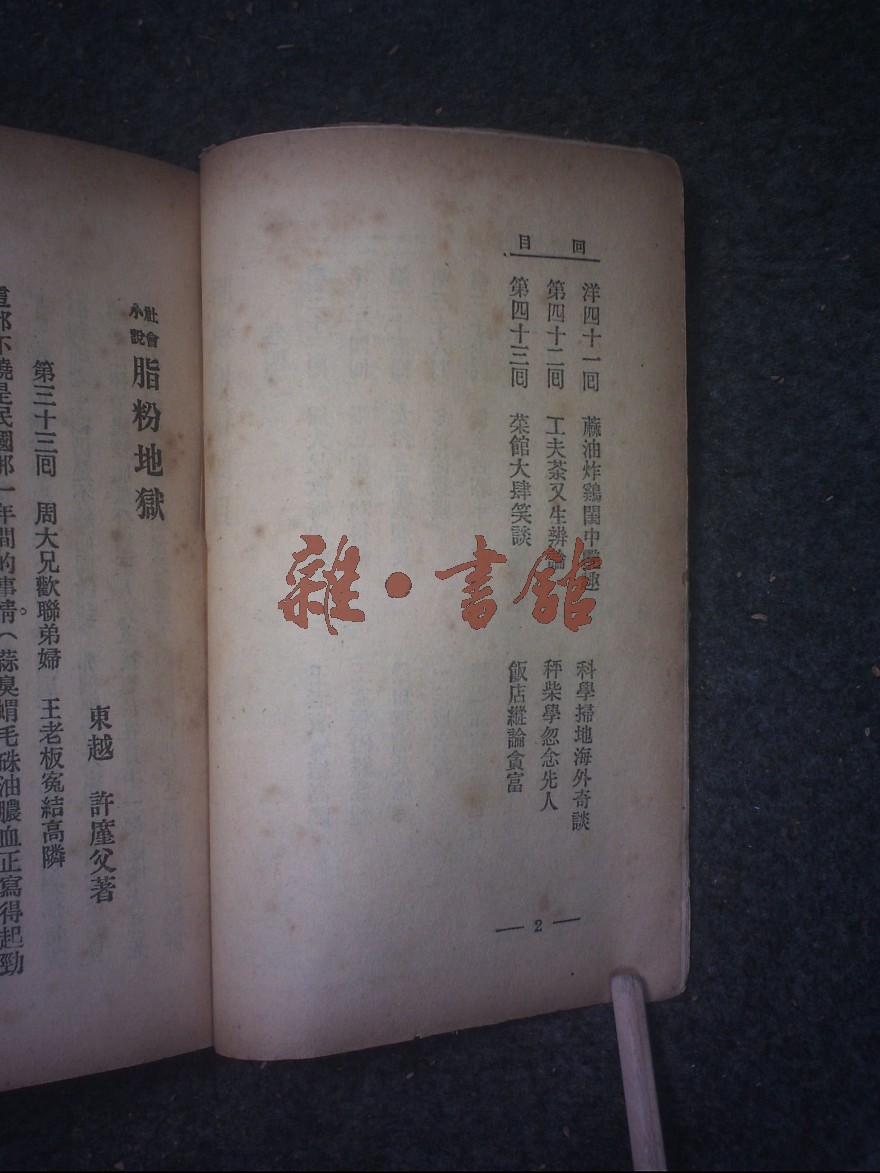 回目
洋四十一回 蔴油炸鷄閨中趣 科學掃地海外奇談
第四十二回 工夫茶又生辨論 秤柴學忽念先人
第四十三回 菜館大肆笑談 飯店縱論貪富
— 2 —
雜·書館
社會小說 脂粉地獄
東越 許廑父著
第三十三回 周大兄歡聯弟婦 王老板寃結高隣
部不曉是民國那一年間的事情。(蒜臭蝟毛硃油膿血正寫得起勁